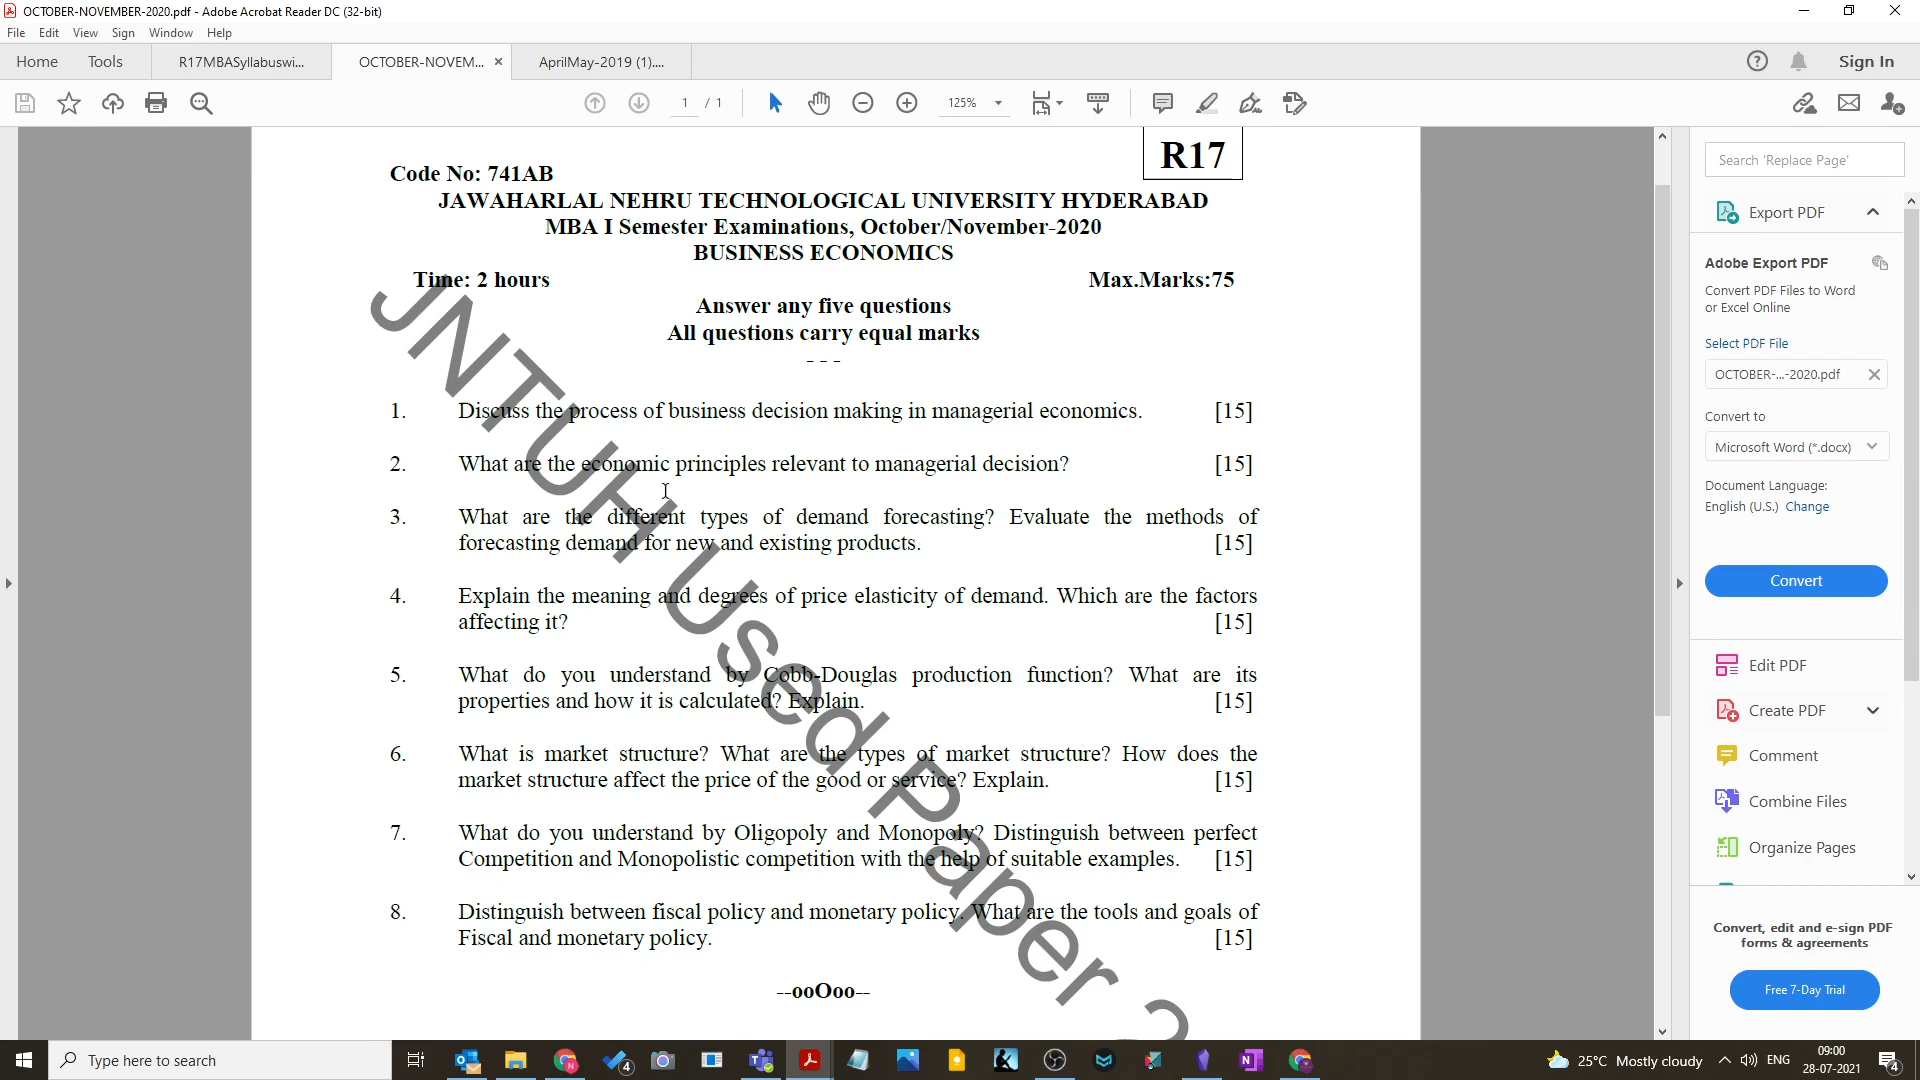 OCTOBER-NOVEMBER-2020.pdf - Adobe Acrobat Reader DC (32-bit)
File Edit View Sign Window Help
Home Tools R17MBASyllabuswi... OCTOBER-NOVEM... × AprilMay-2019 (1).... Sign In
1 / 1 125%
R17
Code No: 741AB
JAWAHARLAL NEHRU TECHNOLOGICAL UNIVERSITY HYDERABAD
MBA I Semester Examinations, October/November-2020
BUSINESS ECONOMICS
Time: 2 hours Max.Marks:75
Answer any five questions
All questions carry equal marks
- - -
1. Discuss the process of business decision making in managerial economics. [15]
2. What are the economic principles relevant to managerial decision? [15]
3. What are the different types of demand forecasting? Evaluate the methods of
forecasting demand for new and existing products. [15]
4. Explain the meaning and degrees of price elasticity of demand. Which are the factors
affecting it? [15]
5. What do you understand by Cobb-Douglas production function? What are its
properties and how it is calculated? Explain. [15]
6. What is market structure? What are the types of market structure? How does the
market structure affect the price of the good or service? Explain. [15]
7. What do you understand by Oligopoly and Monopoly? Distinguish between perfect
Competition and Monopolistic competition with the help of suitable examples. [15]
8. Distinguish between fiscal policy and monetary policy. What are the tools and goals of
Fiscal and monetary policy. [15]
--ooOoo--
JNTUH Used Paper 2
Search 'Replace Page'
Export PDF
Adobe Export PDF
Convert PDF Files to Word
or Excel Online
Select PDF File
OCTOBER-...-2020.pdf
Convert to
Microsoft Word (*.docx)
Document Language:
English (U.S.) Change
Convert
Edit PDF
Create PDF
Comment
Combine Files
Organize Pages
Convert, edit and e-sign PDF
forms & agreements
Free 7-Day Trial
Type here to search
4
25°C Mostly cloudy ENG
09:00
28-07-2021
4